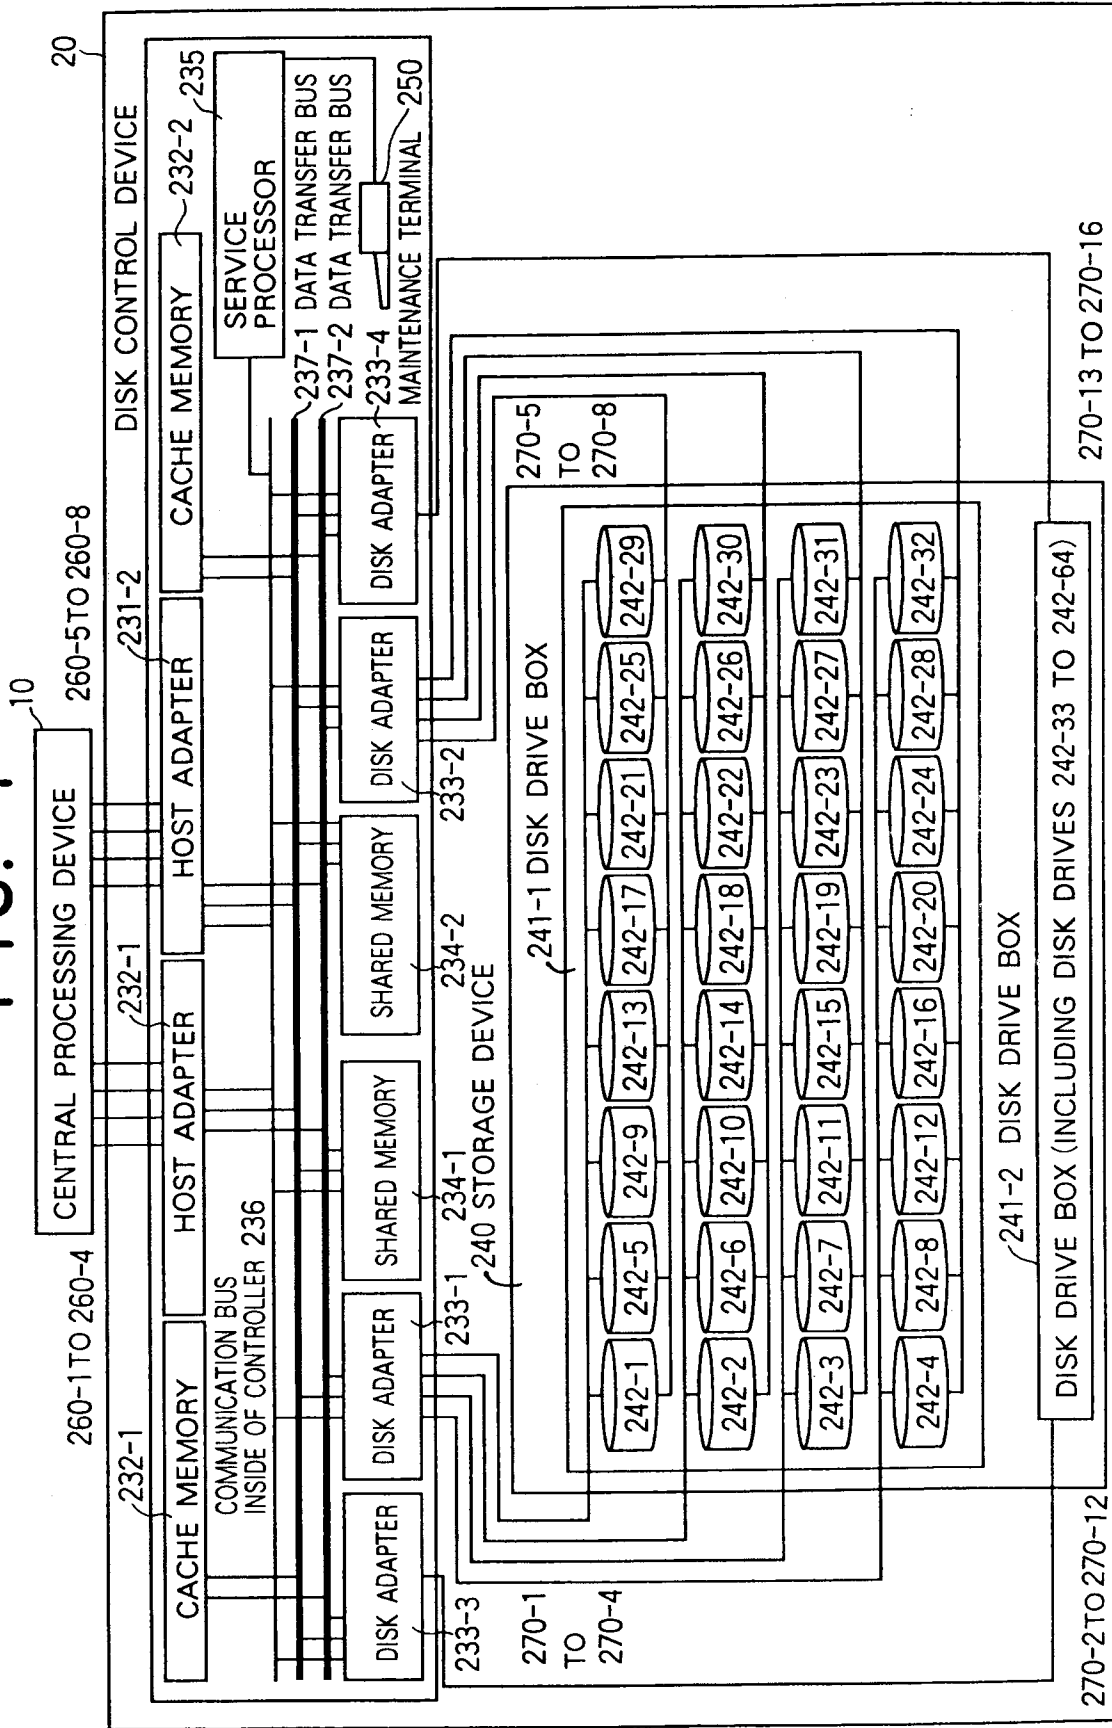 10
CENTRAL PROCESSING DEVICE
20
260-1 TO 260-4
260-5 TO 260-8
DISK CONTROL DEVICE
232-1
232-1
231-2
232-2
235
CACHE MEMORY
HOST ADAPTER
HOST ADAPTER
CACHE MEMORY
SERVICE
PROCESSOR
COMMUNICATION BUS
INSIDE OF CONTROLLER 236
237-1 DATA TRANSFER BUS
237-2 DATA TRANSFER BUS
DISK ADAPTER
DISK ADAPTER
SHARED MEMORY
SHARED MEMORY
DISK ADAPTER
DISK ADAPTER
233-4
250
MAINTENANCE TERMINAL
233-3
233-1
234-1
234-2
233-2
240 STORAGE DEVICE
270-1
TO
270-4
270-5
TO
270-8
241-1 DISK DRIVE BOX
242-1 242-5 242-9 242-13 242-17 242-21 242-25 242-29
242-2 242-6 242-10 242-14 242-18 242-22 242-26 242-30
242-3 242-7 242-11 242-15 242-19 242-23 242-27 242-31
242-4 242-8 242-12 242-16 242-20 242-24 242-28 242-32
241-2 DISK DRIVE BOX
DISK DRIVE BOX (INCLUDING DISK DRIVES 242-33 TO 242-64)
270-2 TO 270-12
270-13 TO 270-16